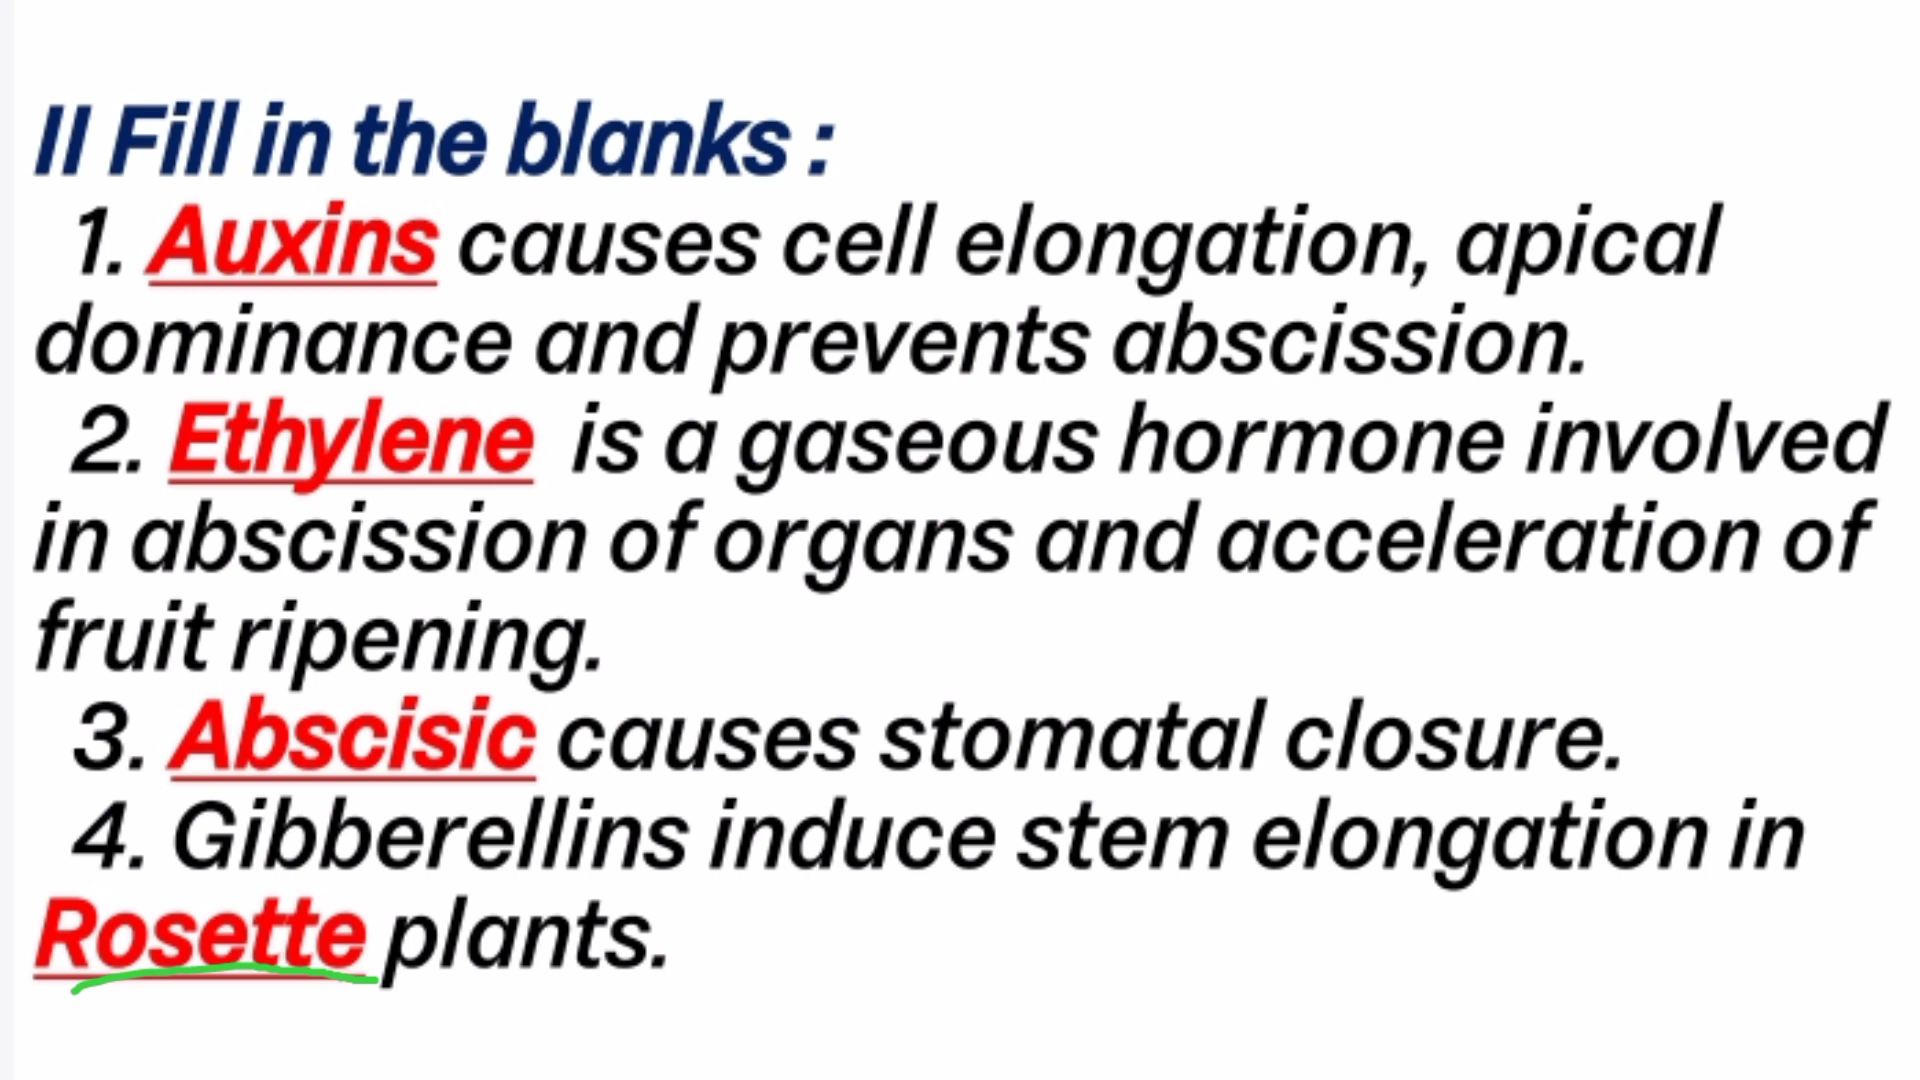 II Fill in the blanks :
1. Auxins causes cell elongation, apical
dominance and prevents abscission.
2. Ethylene is a gaseous hormone involved
in abscission of organs and acceleration of
fruit ripening.
3. Abscisic causes stomatal closure.
4. Gibberellins induce stem elongation in
Rosette plants.